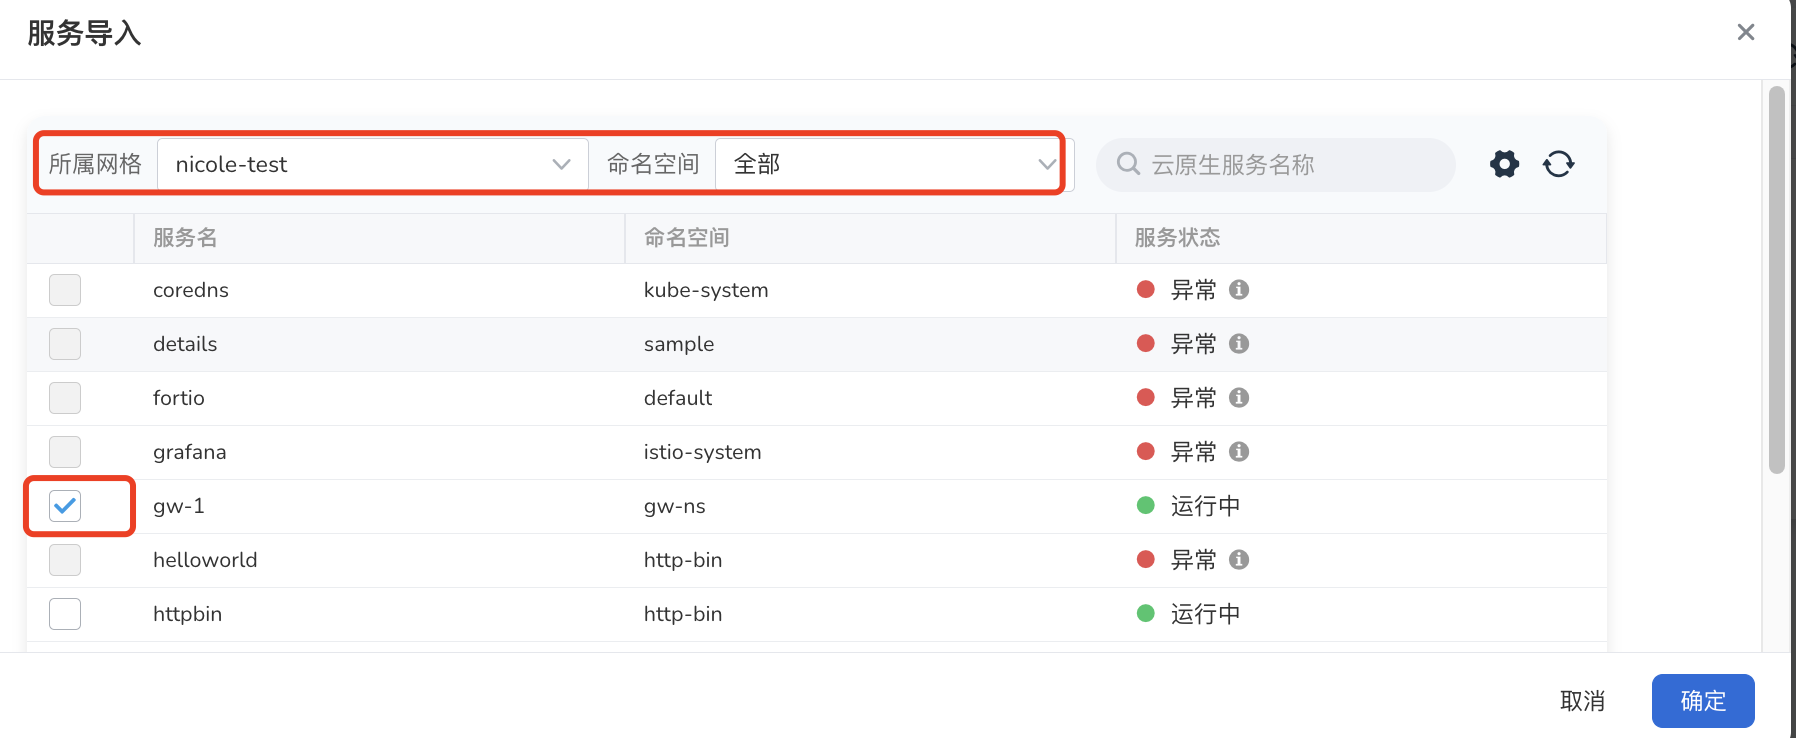 服务导入
所属网格 nicole-test 命名空间 全部 云原生服务名称
服务名 命名空间 服务状态
coredns kube-system 异常
details sample 异常
fortio default 异常
grafana istio-system 异常
gw-1 gw-ns 运行中
helloworld http-bin 异常
httpbin http-bin 运行中
取消 确定